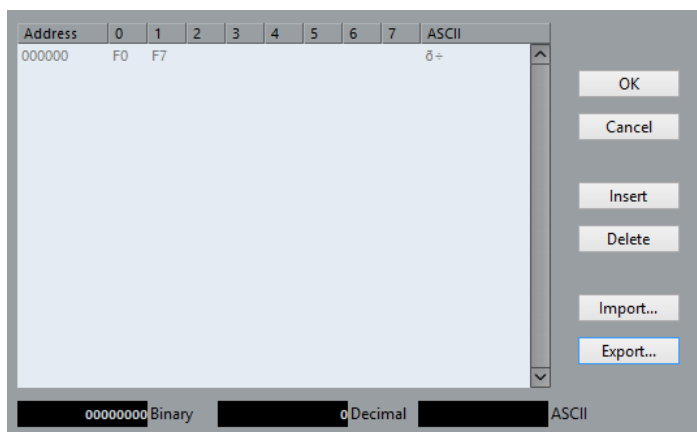 Address 0 1 2 3 4 5 6 7 ASCII
000000 F0 F7 ð÷
OK
Cancel
Insert
Delete
Import...
Export...
00000000 Binary 0 Decimal ASCII